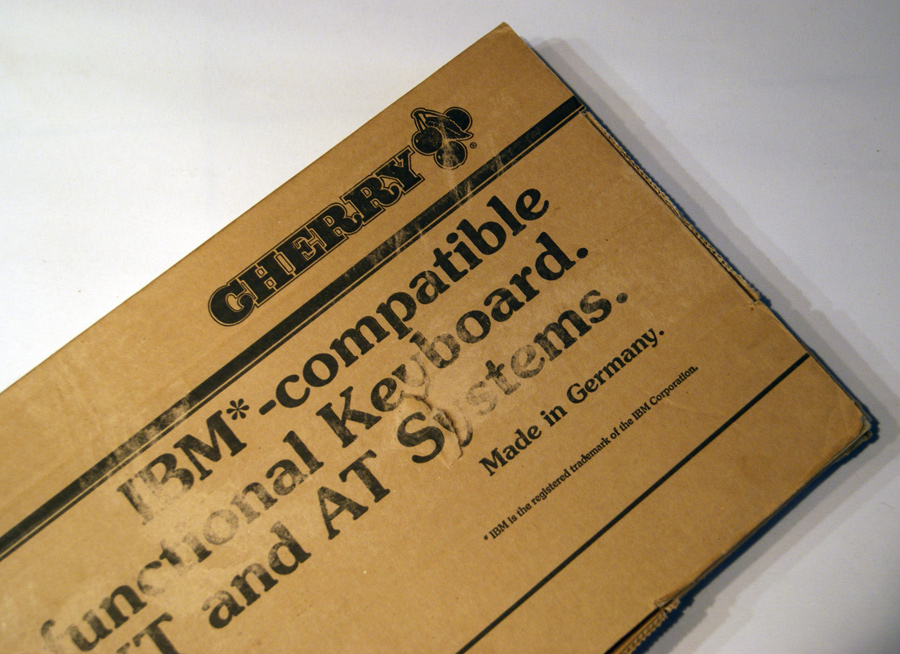 CHERRY®
IBM*-compatible
functional Keyboard.
XT and AT Systems.
Made in Germany.
*IBM is the registered trademark of the IBM Corporation.